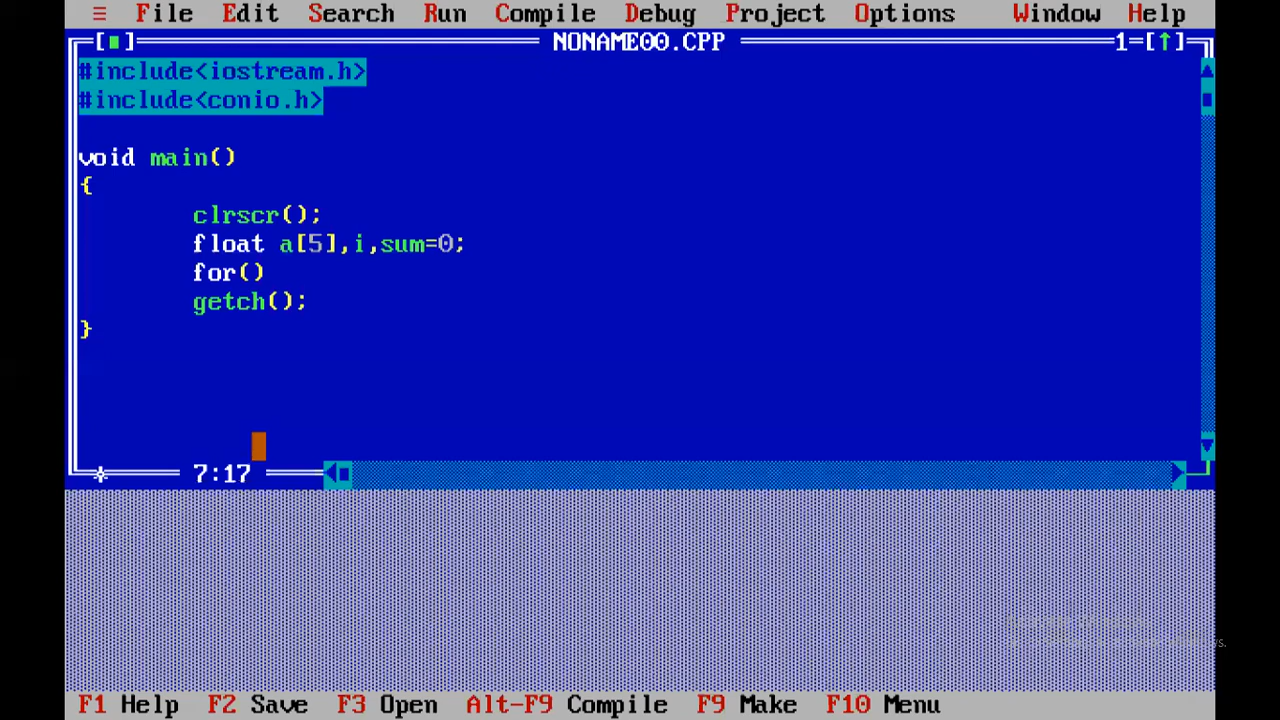 ≡ File Edit Search Run Compile Debug Project Options Window Help
[■] NONAME00.CPP 1=[↑]
#include<iostream.h>
#include<conio.h>
void main()
{
clrscr();
float a[5],i,sum=0;
for()
getch();
}
7:17
F1 Help F2 Save F3 Open Alt-F9 Compile F9 Make F10 Menu